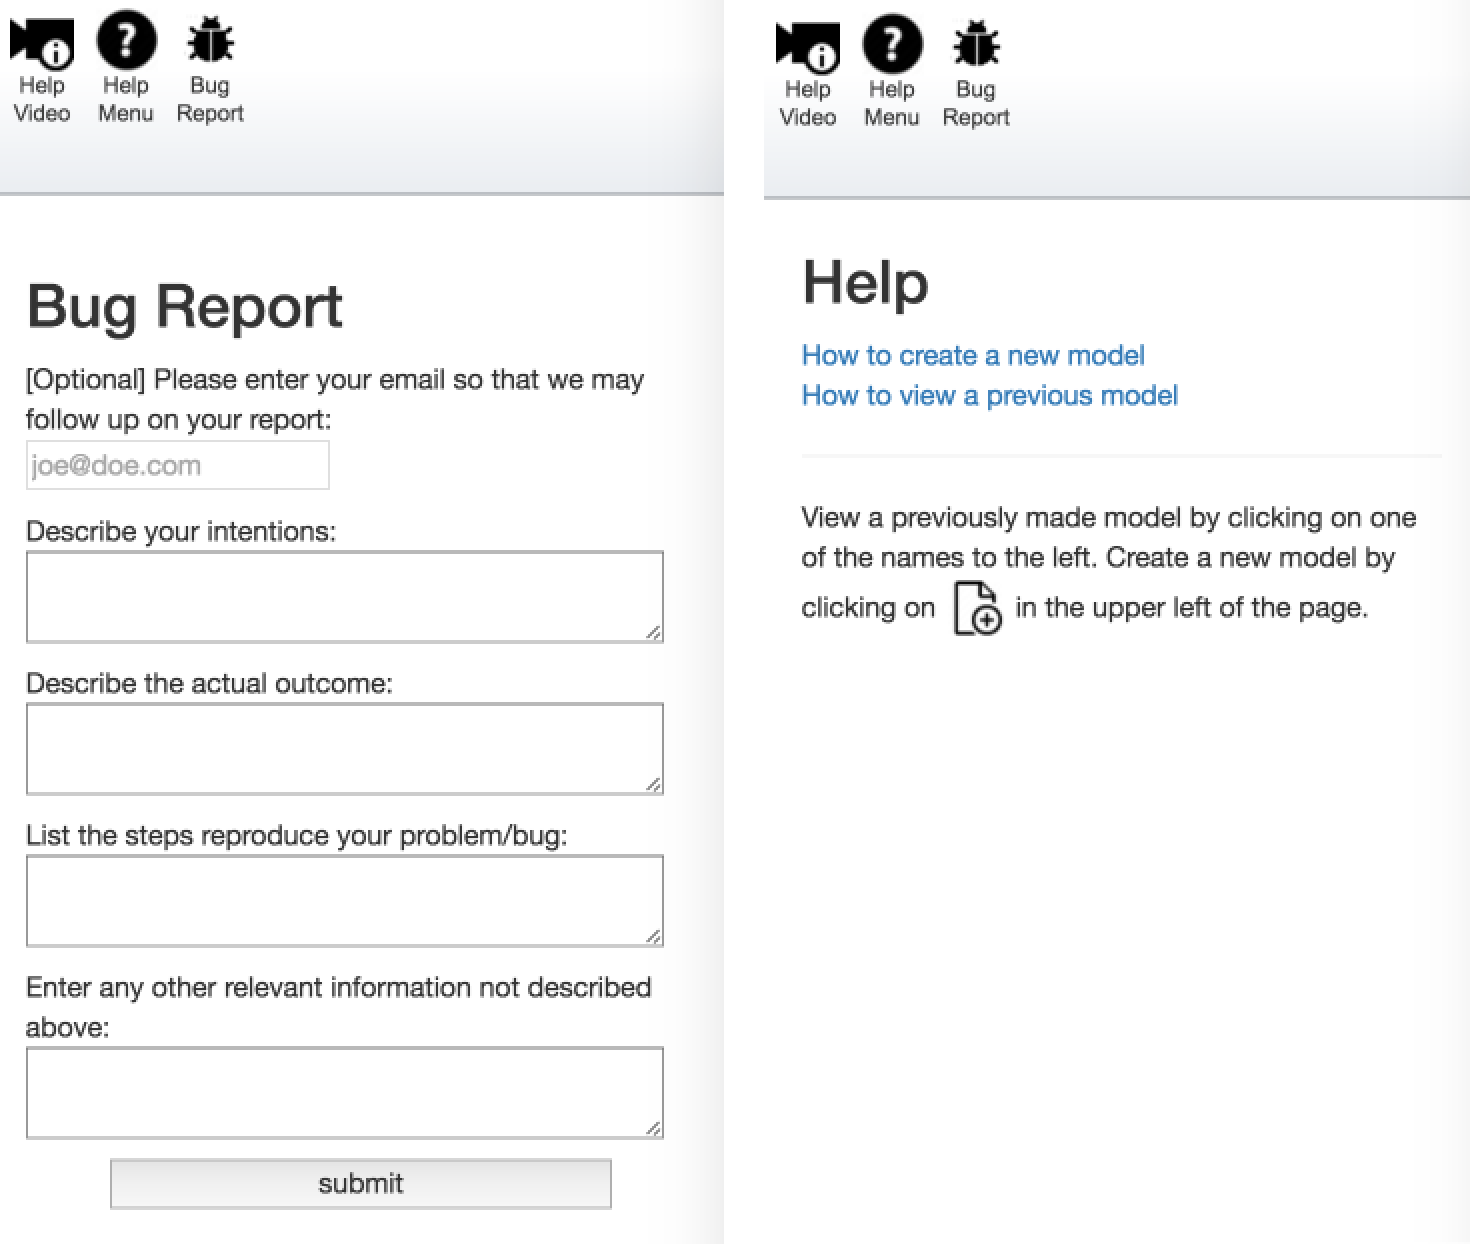 Help Help Bug
Video Menu Report
Bug Report
[Optional] Please enter your email so that we may
follow up on your report:
joe@doe.com
Describe your intentions:
Describe the actual outcome:
List the steps reproduce your problem/bug:
Enter any other relevant information not described
above:
submit
Help Help Bug
Video Menu Report
Help
How to create a new model
How to view a previous model
View a previously made model by clicking on one
of the names to the left. Create a new model by
clicking on in the upper left of the page.